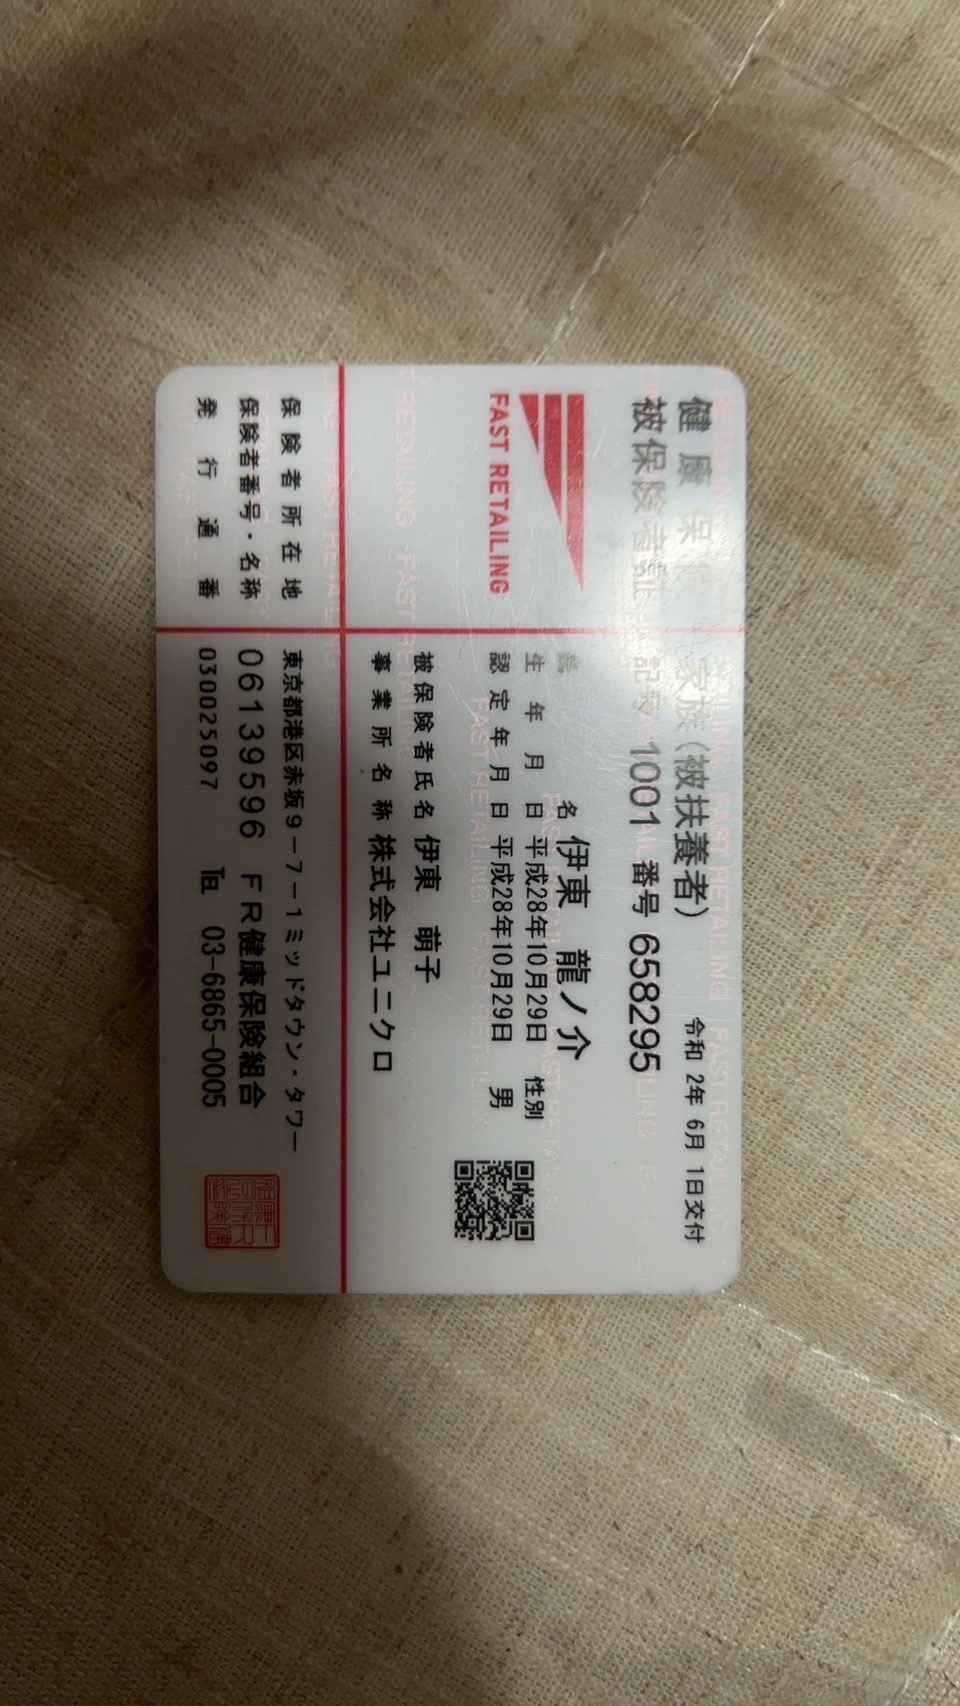 健康保険 家族(被扶養者) 令和 2年 6月 1日交付
被保険者証 記号 1001 番号 658295
FAST RETAILING
氏名 伊東 龍ノ介
生年月日 平成28年10月29日 性別
認定年月日 平成28年10月29日 男
被保険者氏名 伊東 萌子
事業所名称 株式会社ユニクロ
保険者所在地 東京都港区赤坂9-7-1ミッドタウン・タワー
保険者番号・名称 06139596 FR健康保険組合
発行通番 030025097 ℡ 03-6865-0005